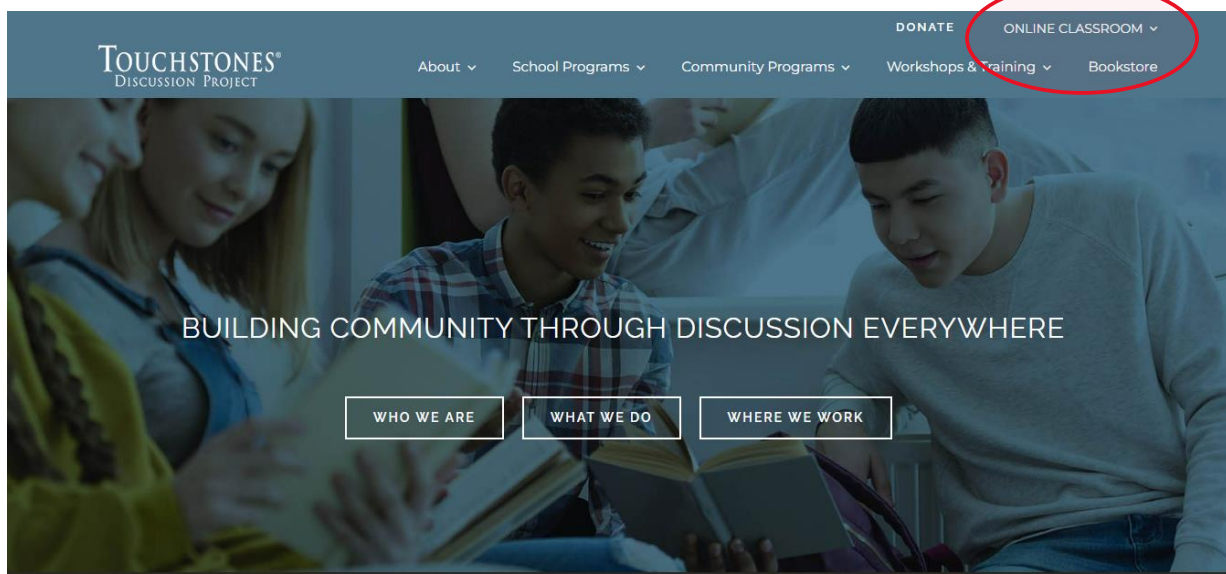 DONATE ONLINE CLASSROOM
TOUCHSTONES®
DISCUSSION PROJECT
About School Programs Community Programs Workshops & Training Bookstore
BUILDING COMMUNITY THROUGH DISCUSSION EVERYWHERE
WHO WE ARE WHAT WE DO WHERE WE WORK